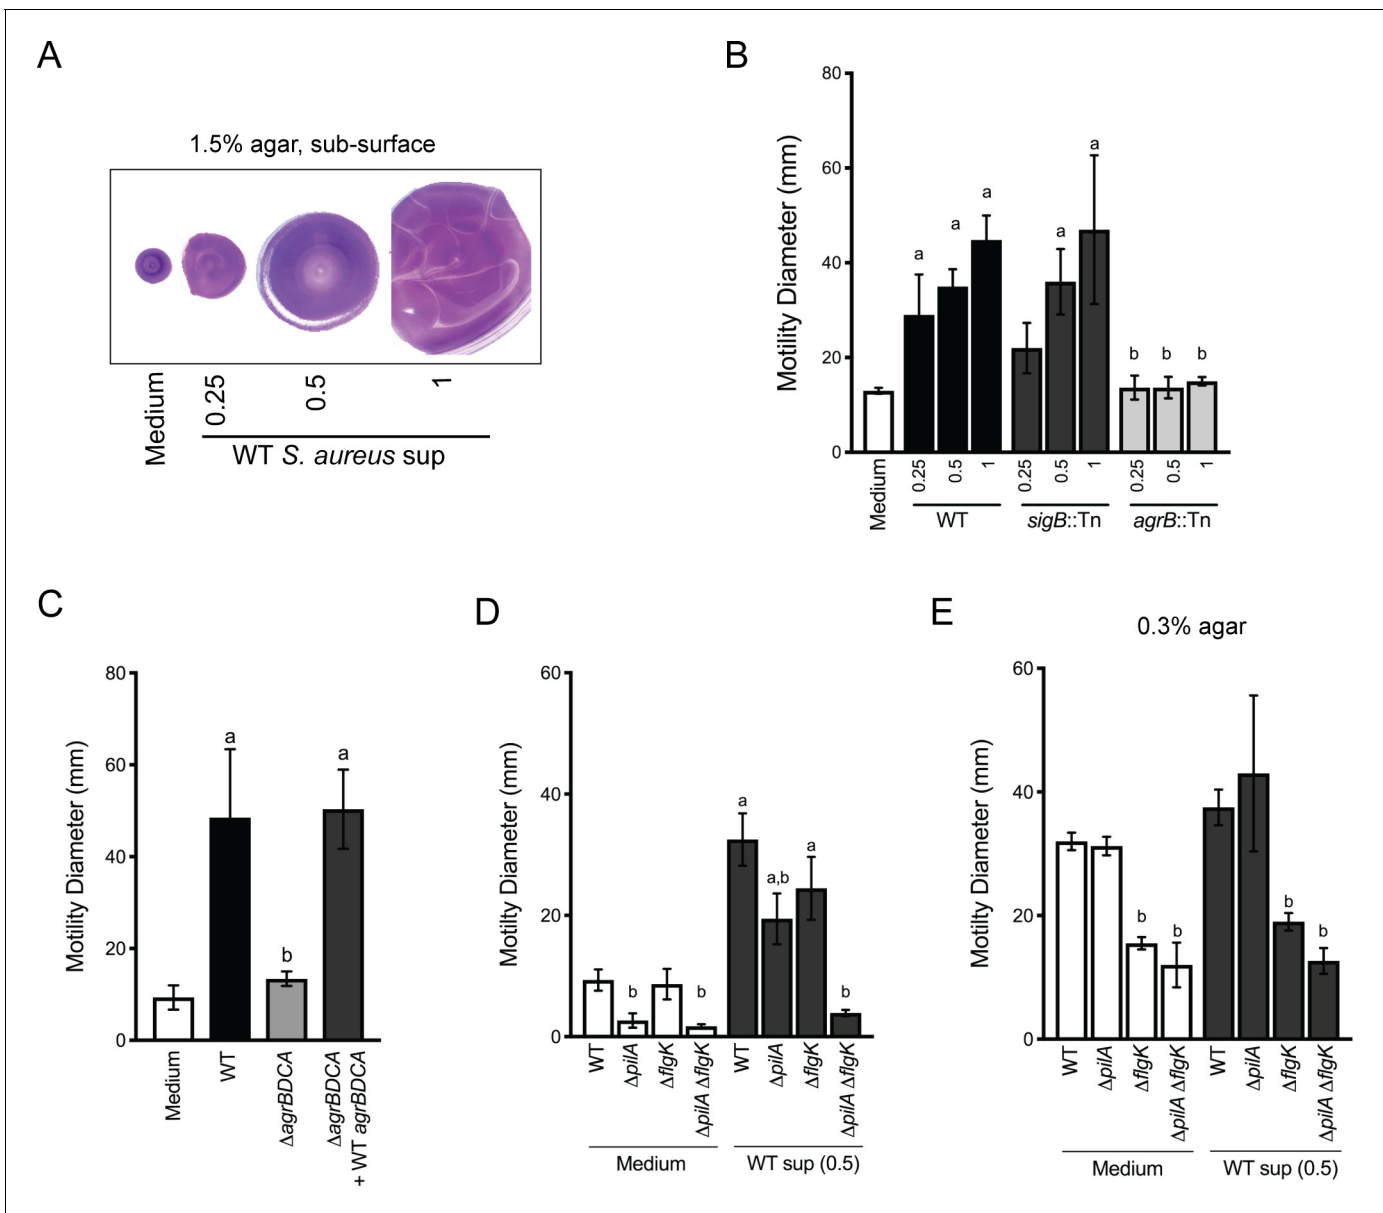 A
1.5% agar, sub-surface
Medium
0.25
0.5
1
WT S. aureus sup
B
Motility Diameter (mm)
80
60
40
20
0
a
a
a
a
a
b
b
b
Medium
0.25
0.5
1
0.25
0.5
1
0.25
0.5
1
WT
sigB::Tn
agrB::Tn
C
Motility Diameter (mm)
80
60
40
20
0
a
b
a
Medium
WT
ΔagrBDCA
ΔagrBDCA
+ WT agrBDCA
D
Motility Diameter (mm)
60
40
20
0
b
b
a
a,b
a
b
WT
ΔpilA
ΔflgK
ΔpilA ΔflgK
WT
ΔpilA
ΔflgK
ΔpilA ΔflgK
Medium
WT sup (0.5)
E
0.3% agar
Motility Diameter (mm)
60
40
20
0
b
b
b
b
WT
ΔpilA
ΔflgK
ΔpilA ΔflgK
WT
ΔpilA
ΔflgK
ΔpilA ΔflgK
Medium
WT sup (0.5)